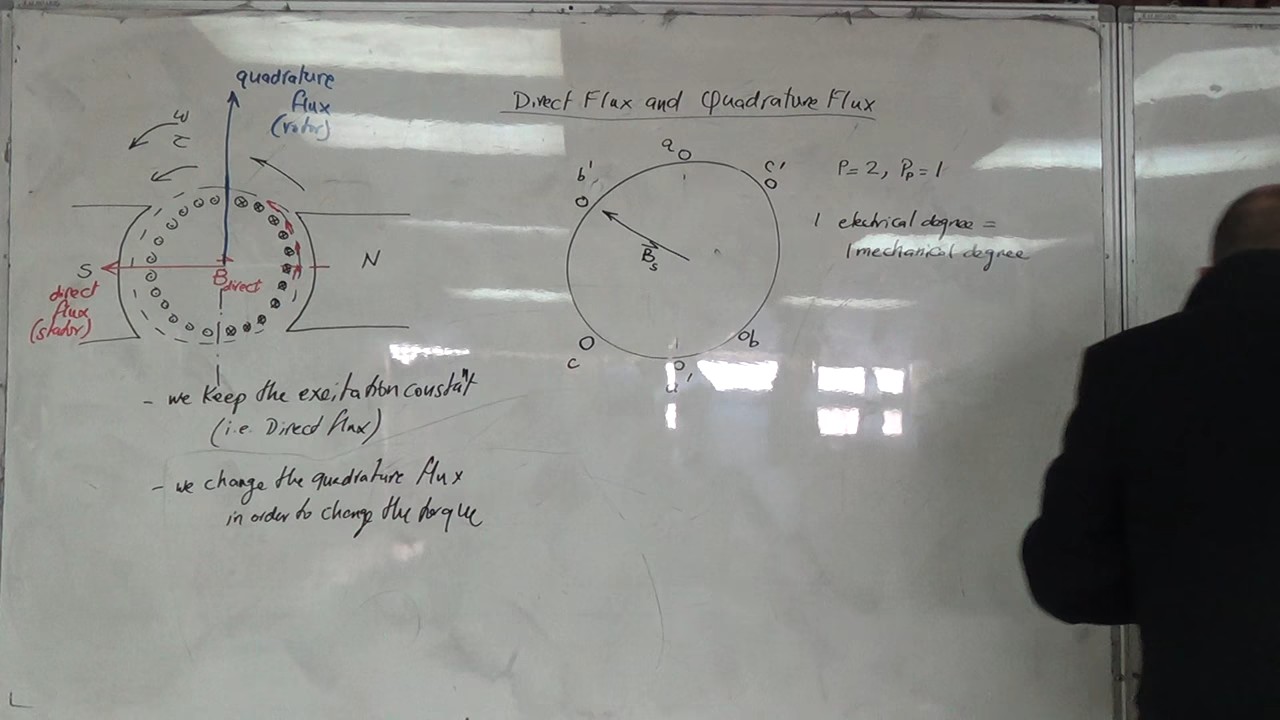 Direct Flux and Quadrature Flux
quadrature
flux
(rotor)
ω
τ
S
N
B direct
direct
flux
(stador)
- we keep the excitation constat
(i.e. Direct flux)
- we change the quadrature flux
in order to change the torque
a
c'
b'
Bs
c
b
a'
P = 2, Pp = 1
1 electrical degree =
1 mechanical degree